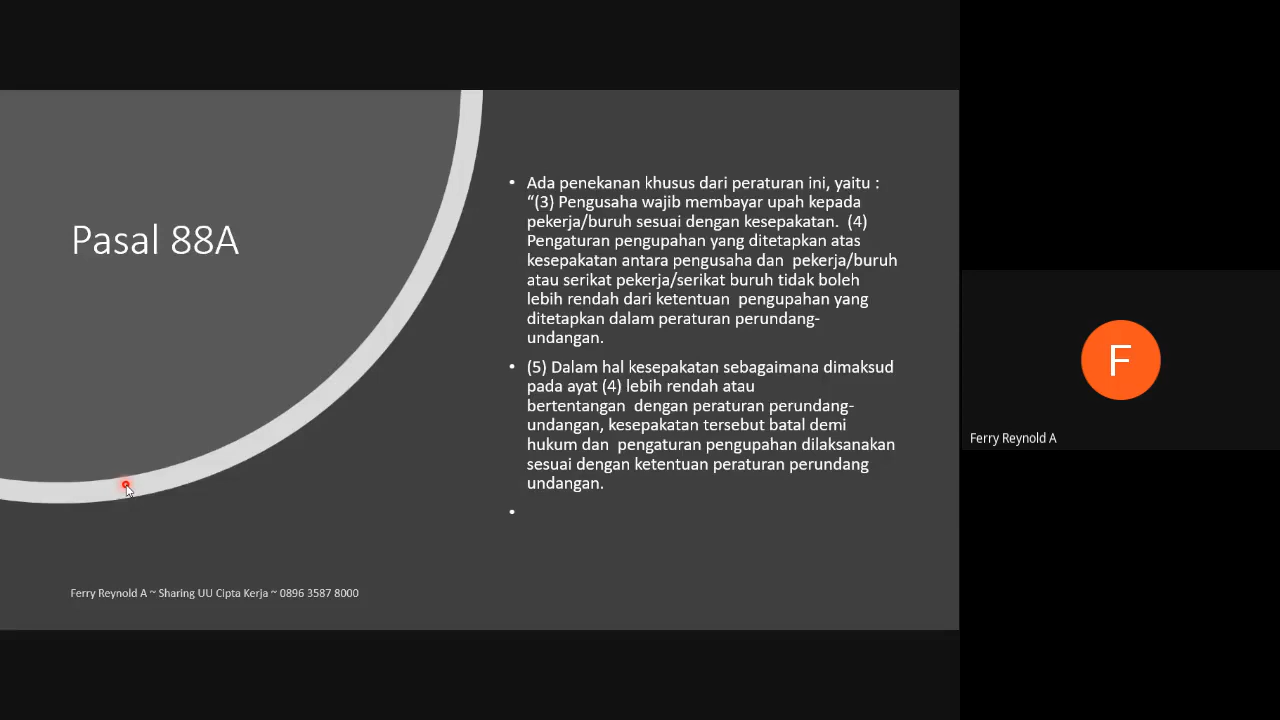 Pasal 88A
• Ada penekanan khusus dari peraturan ini, yaitu :
“(3) Pengusaha wajib membayar upah kepada
pekerja/buruh sesuai dengan kesepakatan. (4)
Pengaturan pengupahan yang ditetapkan atas
kesepakatan antara pengusaha dan pekerja/buruh
atau serikat pekerja/serikat buruh tidak boleh
lebih rendah dari ketentuan pengupahan yang
ditetapkan dalam peraturan perundang-
undangan.
• (5) Dalam hal kesepakatan sebagaimana dimaksud
pada ayat (4) lebih rendah atau
bertentangan dengan peraturan perundang-
undangan, kesepakatan tersebut batal demi
hukum dan pengaturan pengupahan dilaksanakan
sesuai dengan ketentuan peraturan perundang
undangan.
•
Ferry Reynold A ~ Sharing UU Cipta Kerja ~ 0896 3587 8000
F
Ferry Reynold A